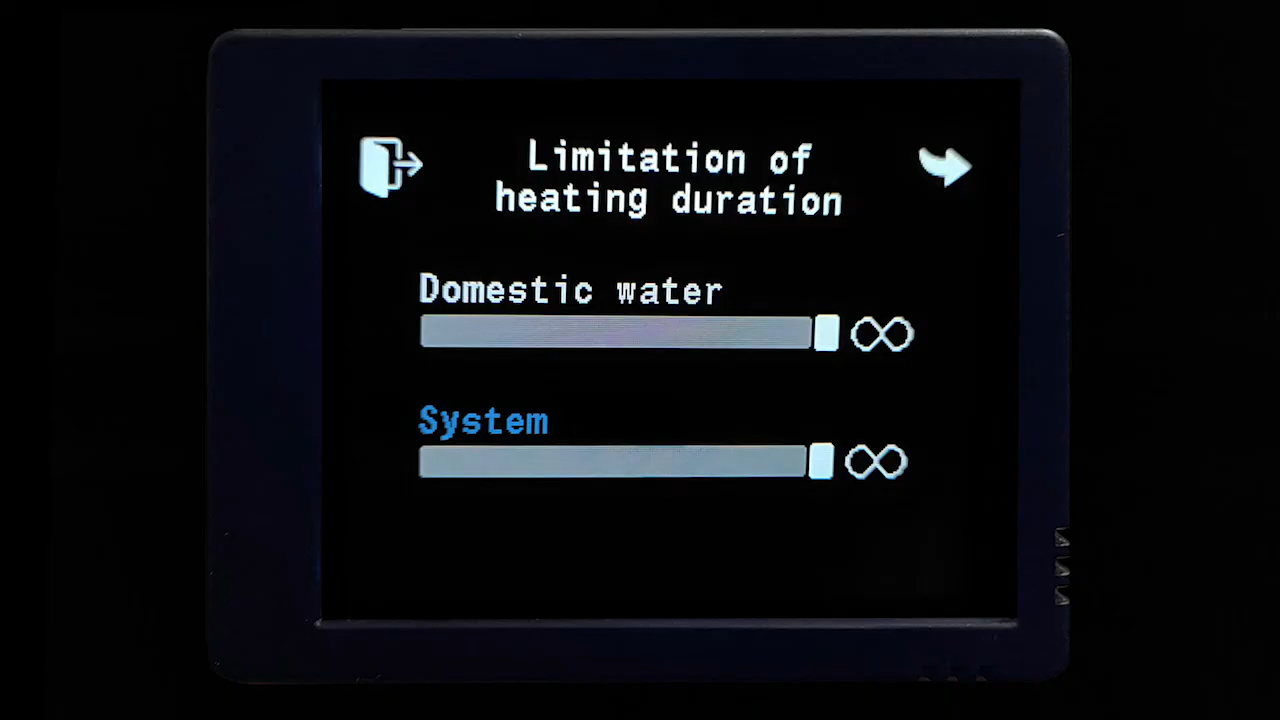 Limitation of
heating duration
Domestic water
∞
System
∞